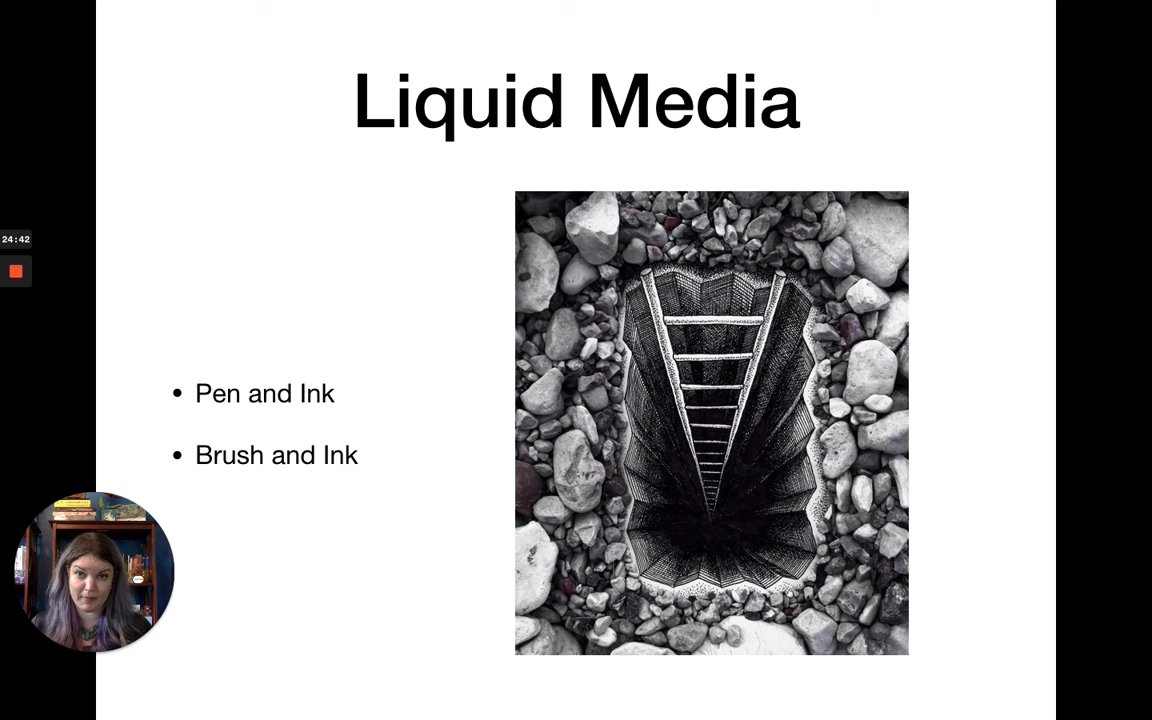 Liquid Media
24:42
• Pen and Ink
• Brush and Ink